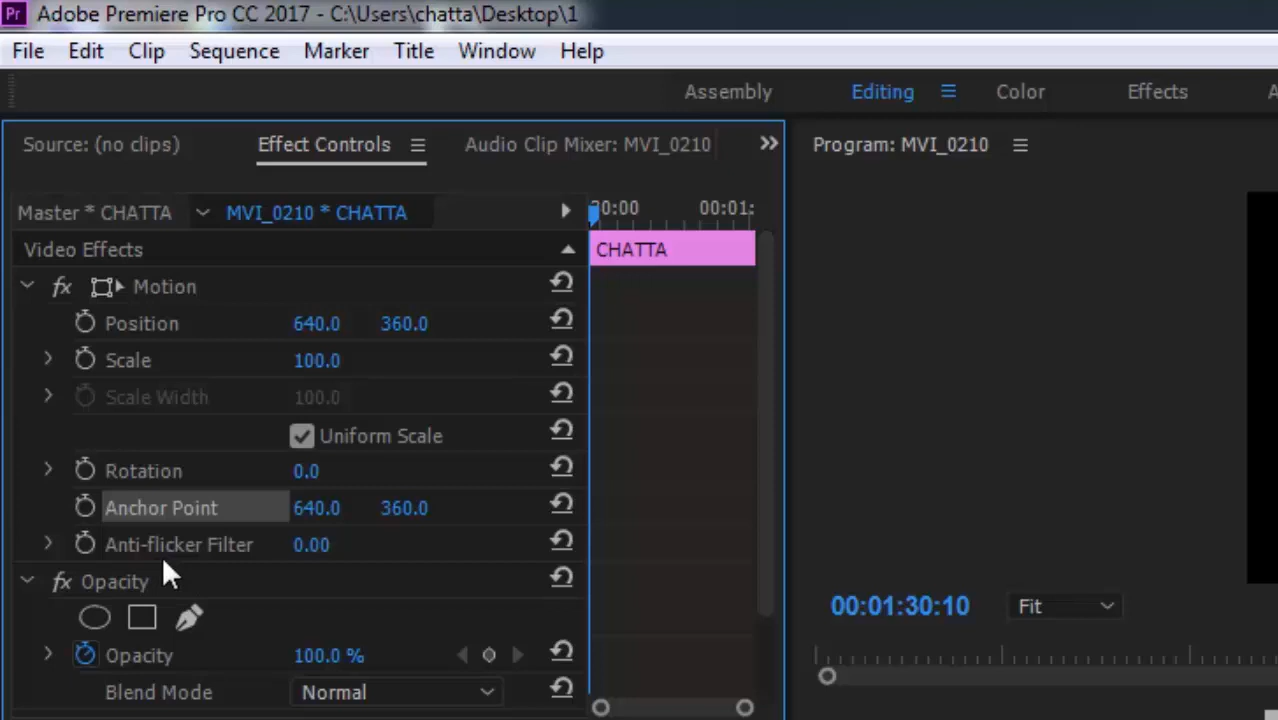 Pr Adobe Premiere Pro CC 2017 - C:\Users\chatta\Desktop\1
File Edit Clip Sequence Marker Title Window Help
Assembly Editing Color Effects A
Source: (no clips) Effect Controls Audio Clip Mixer: MVI_0210 Program: MVI_0210
Master * CHATTA MVI_0210 * CHATTA 20:00 00:01:
Video Effects CHATTA
fx Motion
Position 640.0 360.0
Scale 100.0
Scale Width 100.0
Uniform Scale
Rotation 0.0
Anchor Point 640.0 360.0
Anti-flicker Filter 0.00
fx Opacity
00:01:30:10 Fit
Opacity 100.0 %
Blend Mode Normal